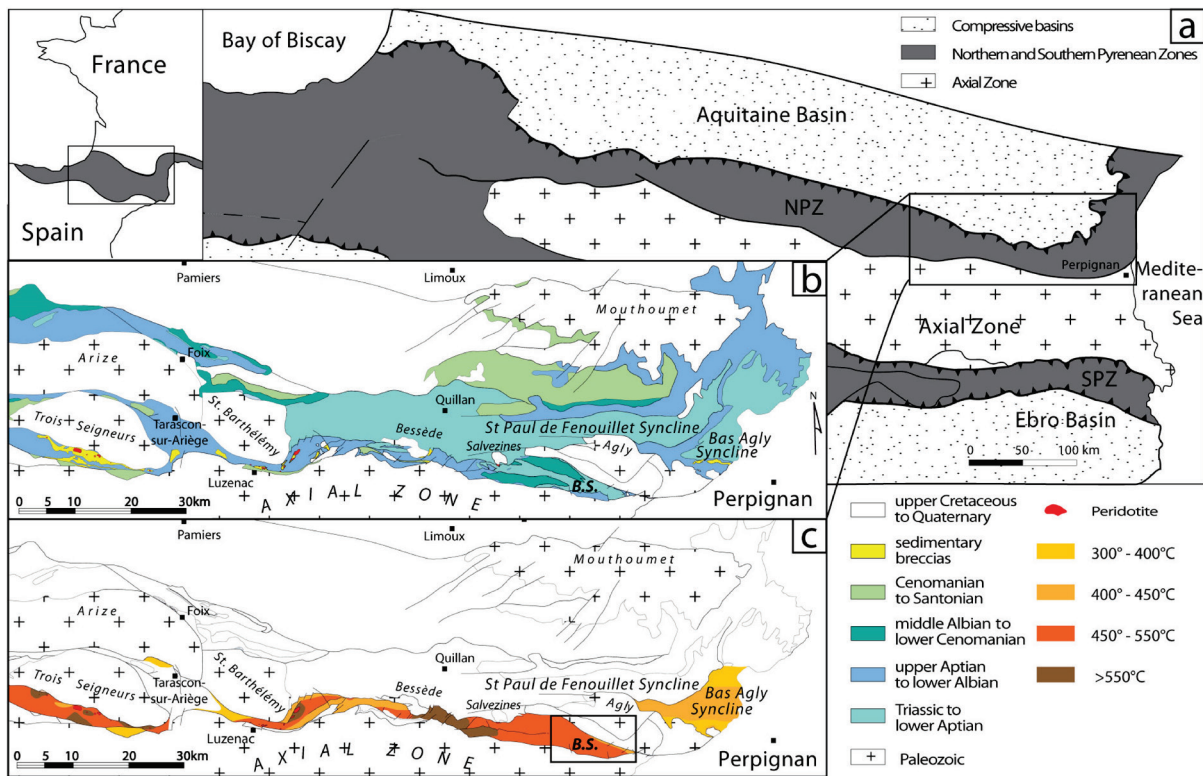 France
Spain
Bay of Biscay
Compressive basins
Northern and Southern Pyrenean Zones
Axial Zone
a
Aquitaine Basin
NPZ
Perpignan
Medite-
rranean
Sea
Axial Zone
SPZ
Ebro Basin
0 50 100 km
b
Pamiers
Limoux
Mouthoumet
Arize
Foix
Quillan
Trois
Seigneurs
Tarascon-
sur-Ariège
St. Barthélémy
Bessède
St Paul de Fenouillet Syncline
Salvezines
Agly
Bas Agly
Syncline
N
Luzenac
B.S.
AXIAL ZONE
Perpignan
0 10 20 30km
c
Pamiers
Limoux
Mouthoumet
Arize
Foix
Quillan
Trois
Seigneurs
Tarascon-
sur-Ariège
St. Barthélémy
Bessède
St Paul de Fenouillet Syncline
Salvezines
Agly
Bas Agly
Syncline
Luzenac
B.S.
AXIAL ZONE
Perpignan
0 10 20 30km
upper Cretaceous
to Quaternary
sedimentary
breccias
Cenomanian
to Santonian
middle Albian to
lower Cenomanian
upper Aptian
to lower Albian
Triassic to
lower Aptian
Paleozoic
Peridotite
300° - 400°C
400° - 450°C
450° - 550°C
>550°C